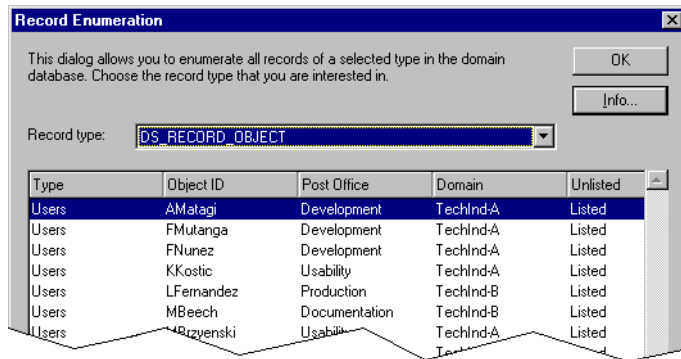 Record Enumeration
This dialog allows you to enumerate all records of a selected type in the domain
database. Choose the record type that you are interested in.
OK
Info...
Record type: DS_RECORD_OBJECT
Type Object ID Post Office Domain Unlisted
Users AMatagi Development TechInd-A Listed
Users FMutanga Development TechInd-A Listed
Users FNunez Development TechInd-A Listed
Users KKostic Usability TechInd-A Listed
Users LFernandez Production TechInd-B Listed
Users MBeech Documentation TechInd-B Listed
Users MBrzyenski Usability TechInd-A Listed
Listed